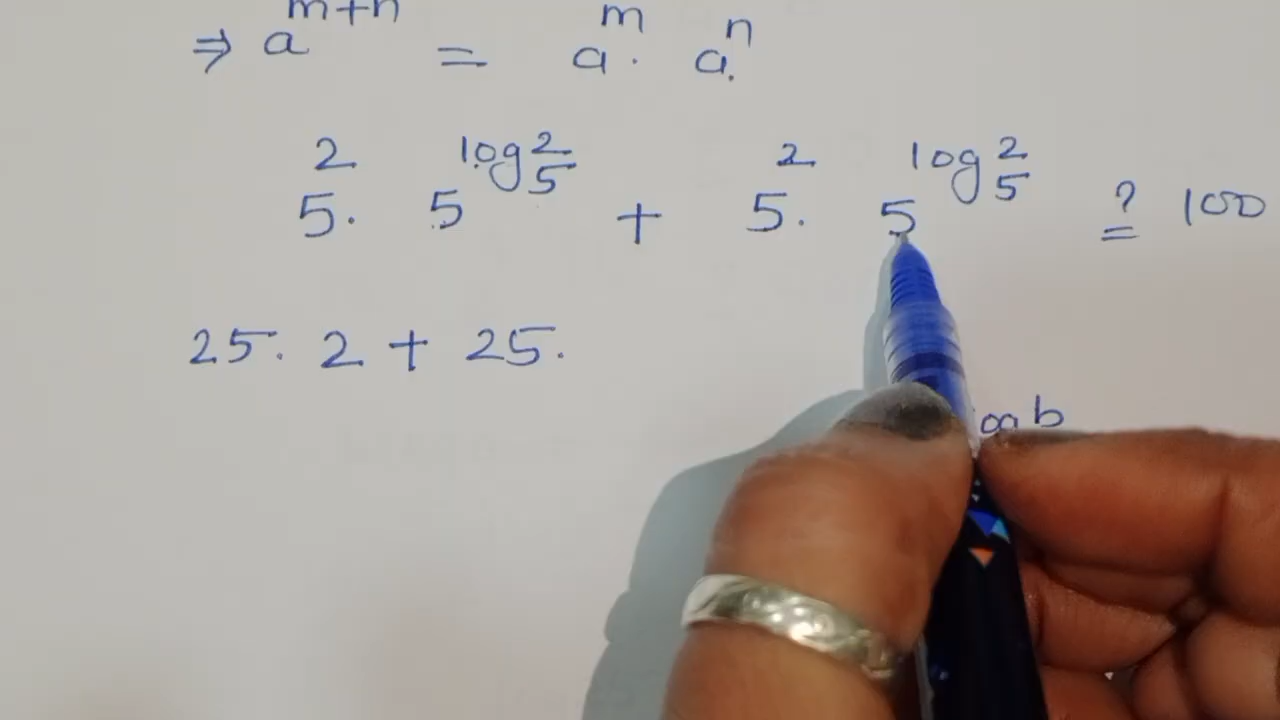 ⇒ a^{m+n} = a^m . a^n.
5^2 . 5^{log_5 2} + 5^2 . 5^{log_5 2} ?= 100
25. 2 + 25.
b